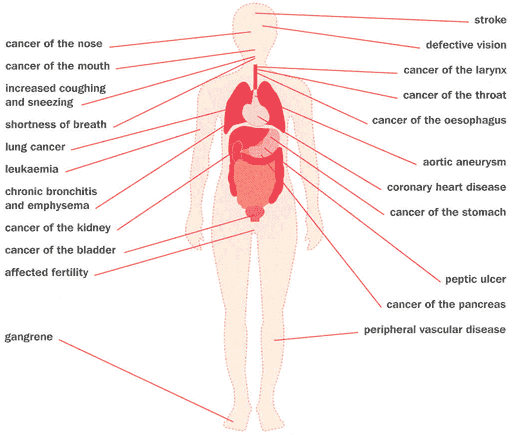 cancer of the nose
cancer of the mouth
increased coughing
and sneezing
shortness of breath
lung cancer
leukaemia
chronic bronchitis
and emphysema
cancer of the kidney
cancer of the bladder
affected fertility
gangrene
stroke
defective vision
cancer of the larynx
cancer of the throat
cancer of the oesophagus
aortic aneurysm
coronary heart disease
cancer of the stomach
peptic ulcer
cancer of the pancreas
peripheral vascular disease